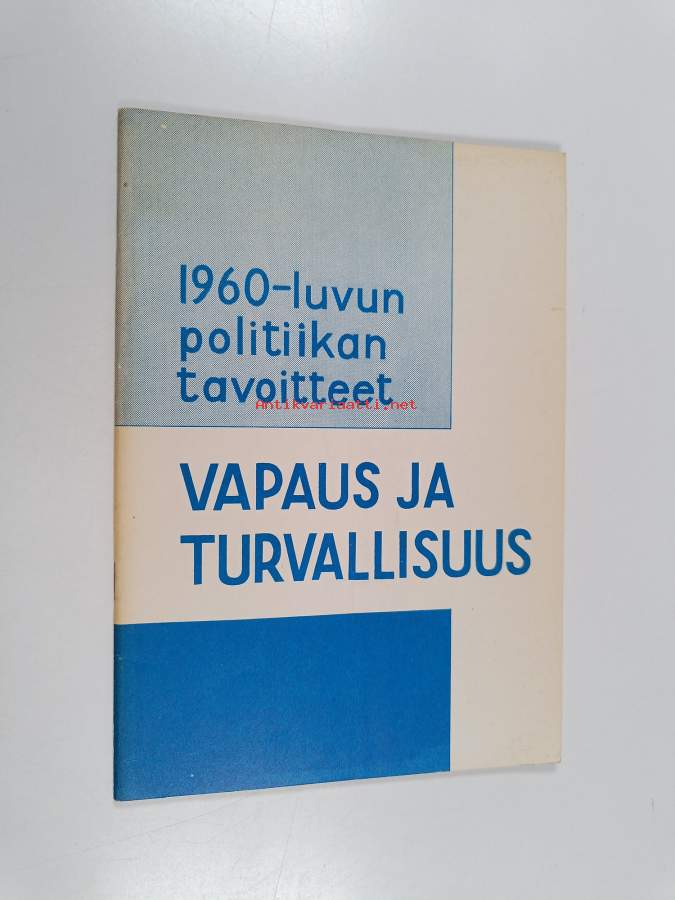 1960-luvun
politiikan
tavoitteet
Antikvariaatti.net
VAPAUS JA
TURVALLISUUS